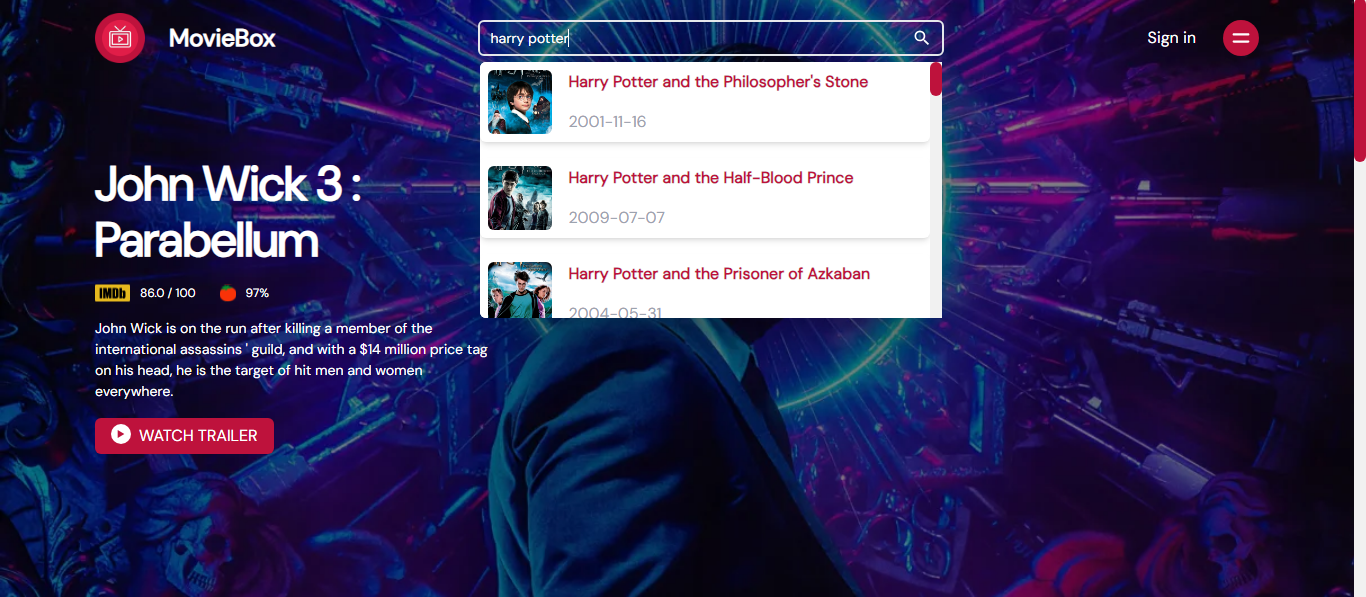 MovieBox
harry potter
Sign in
Harry Potter and the Philosopher's Stone
2001-11-16
Harry Potter and the Half-Blood Prince
2009-07-07
Harry Potter and the Prisoner of Azkaban
2004-05-31
John Wick 3 :
Parabellum
IMDb 86.0 / 100 97%
John Wick is on the run after killing a member of the
international assassins ' guild, and with a $14 million price tag
on his head, he is the target of hit men and women
everywhere.
WATCH TRAILER